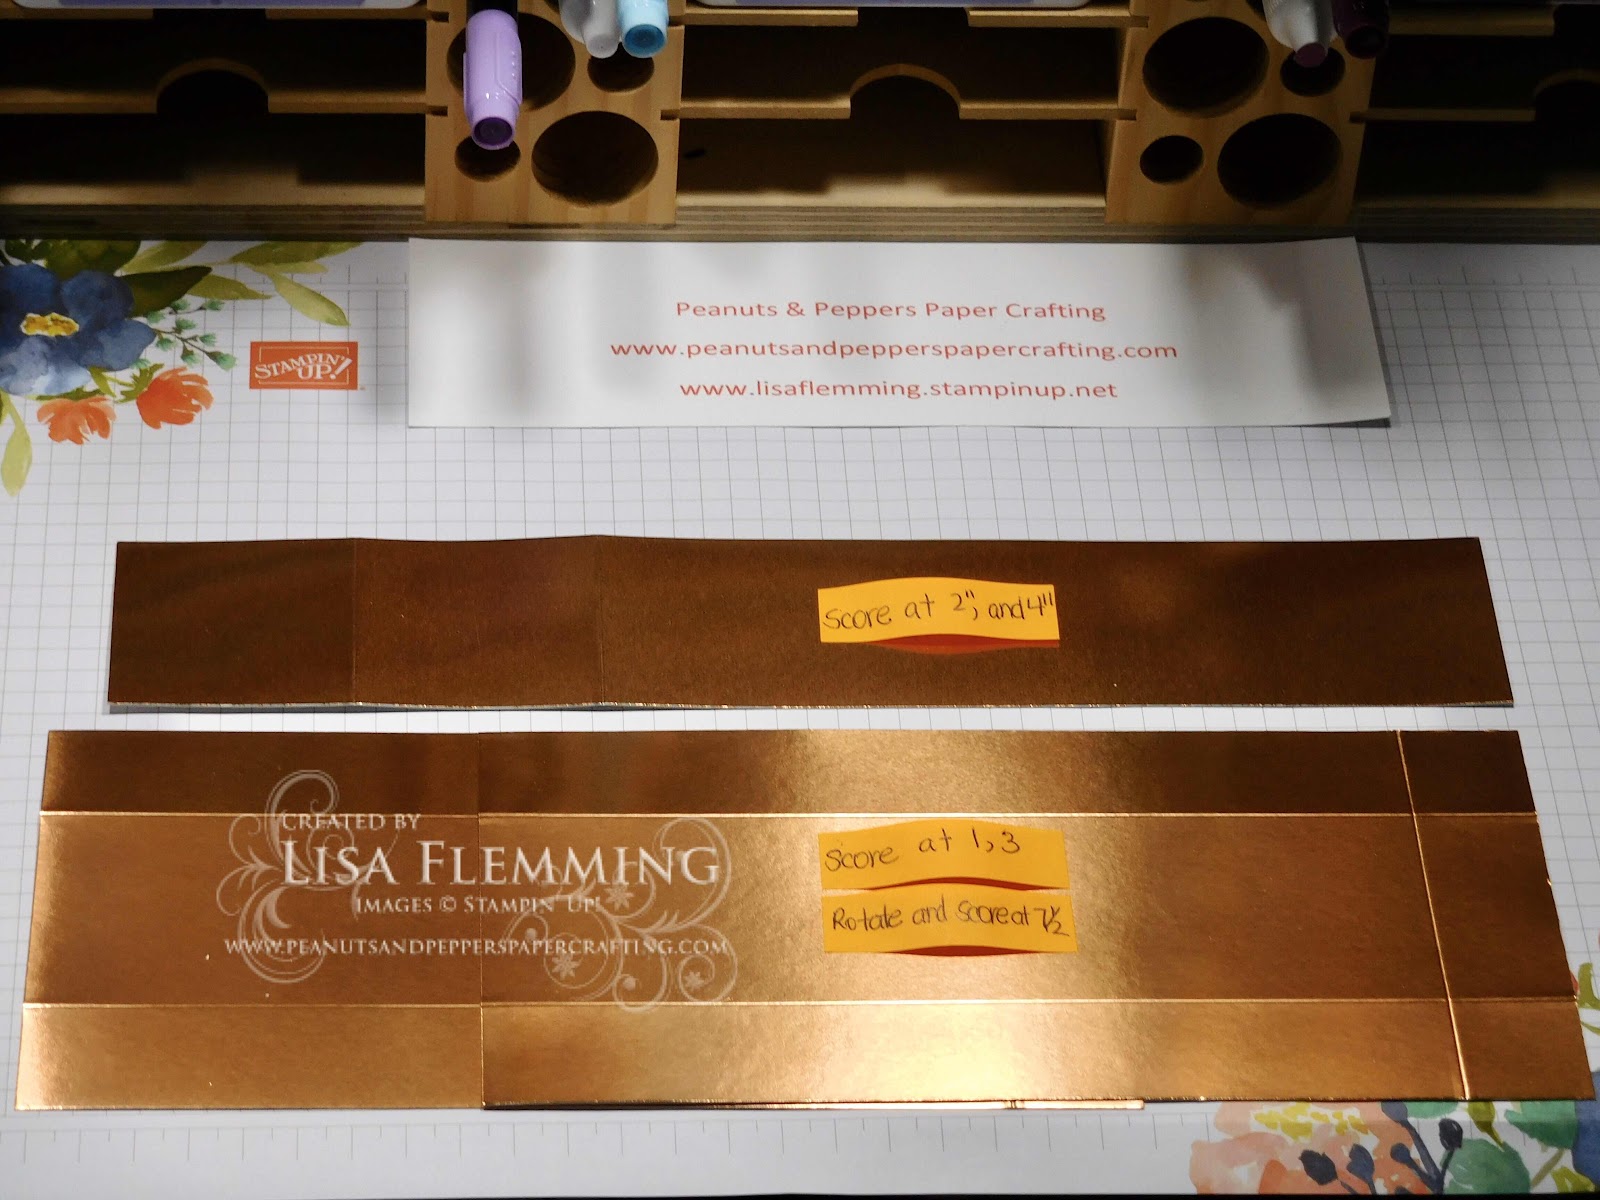 Peanuts & Peppers Paper Crafting
www.peanutsandpepperspapercrafting.com
www.lisaflemming.stampinup.net
STAMPIN' UP!
Score at 2", and 4"
Score at 1, 3
Rotate and score at 7½
CREATED BY
LISA FLEMMING
IMAGES © STAMPIN' UP!
WWW.PEANUTSANDPEPPERSPAPERCRAFTING.COM